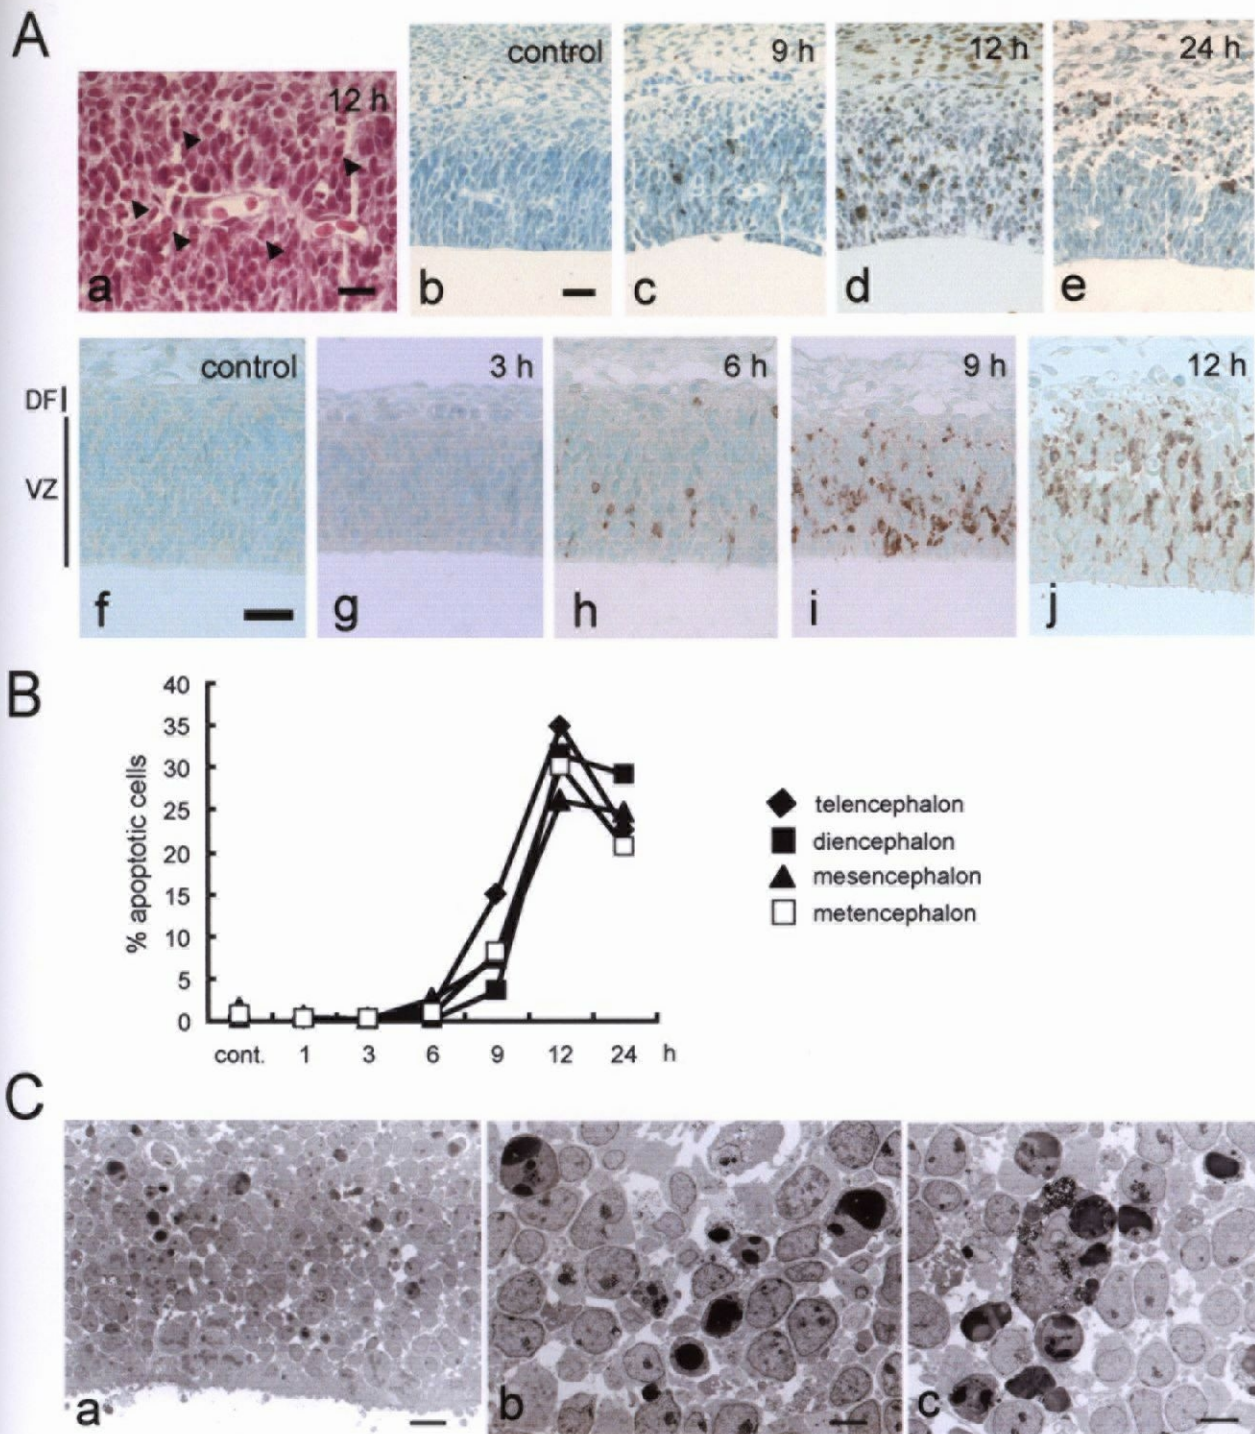 A
12 h
a
control
b
9 h
c
12 h
d
24 h
e
DF
VZ
control
f
3 h
g
6 h
h
9 h
i
12 h
j
B
% apoptotic cells
40
35
30
25
20
15
10
5
0
cont. 1 3 6 9 12 24 h
telencephalon
diencephalon
mesencephalon
metencephalon
C
a
b
c